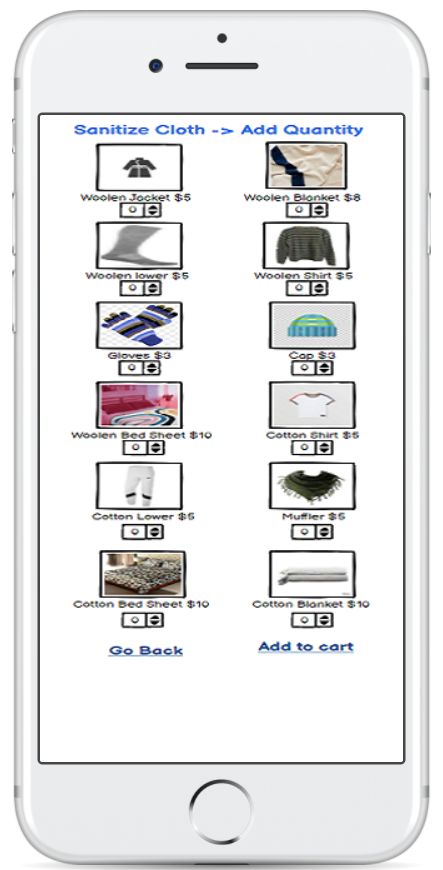 Sanitize Cloth -> Add Quantity
Woolen Jacket $5 Woolen Blanket $8
0 0
Woolen lower $5 Woolen Shirt $5
0 0
Gloves $3 Cap $3
0 0
Woolen Bed Sheet $10 Cotton Shirt $5
0 0
Cotton Lower $5 Muffler $5
0 0
Cotton Bed Sheet $10 Cotton Blanket $10
0 0
Go Back Add to cart